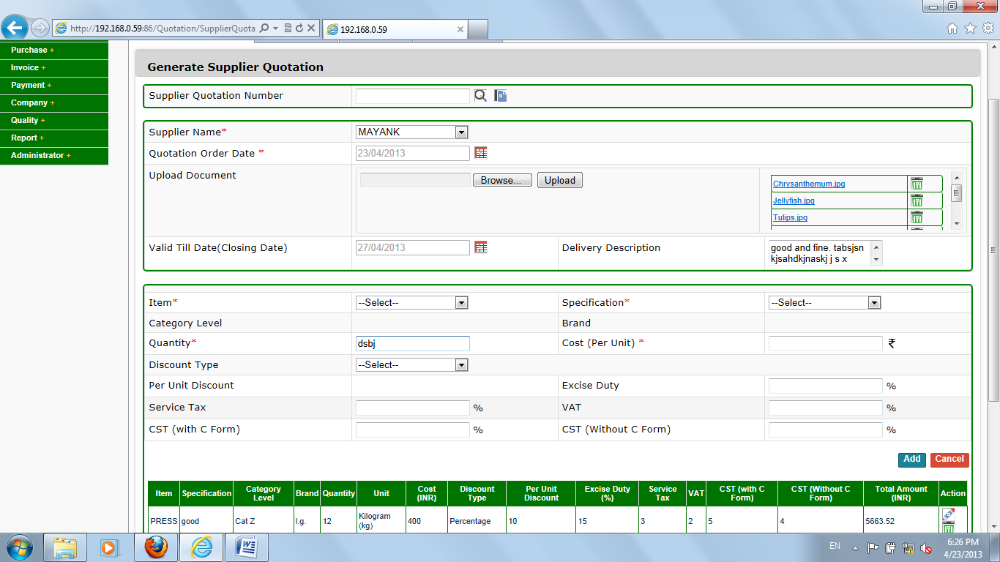 http://192.168.0.59:86/Quotation/SupplierQuota
192.168.0.59
Purchase +
Invoice +
Payment +
Company +
Quality +
Report +
Administrator +
Generate Supplier Quotation
Supplier Quotation Number
Supplier Name* MAYANK
Quotation Order Date * 23/04/2013
Upload Document Browse... Upload
Chrysanthemum.jpg
Jellyfish.jpg
Tulips.jpg
Valid Till Date(Closing Date) 27/04/2013 Delivery Description
good and fine. tabsjsn
kjsahdkjnaskj j s x
Item* --Select-- Specification* --Select--
Category Level Brand
Quantity* dsbj Cost (Per Unit) * ₹
Discount Type --Select--
Per Unit Discount Excise Duty %
Service Tax % VAT %
CST (with C Form) % CST (Without C Form) %
Add Cancel
Item Specification Category Level Brand Quantity Unit Cost (INR) Discount Type Per Unit Discount Excise Duty (%) Service Tax VAT CST (with C Form) CST (Without C Form) Total Amount (INR) Action
PRESS good Cat Z l.g. 12 Kilogram (kg) 400 Percentage 10 15 3 2 5 4 5663.52
EN
6:26 PM
4/23/2013